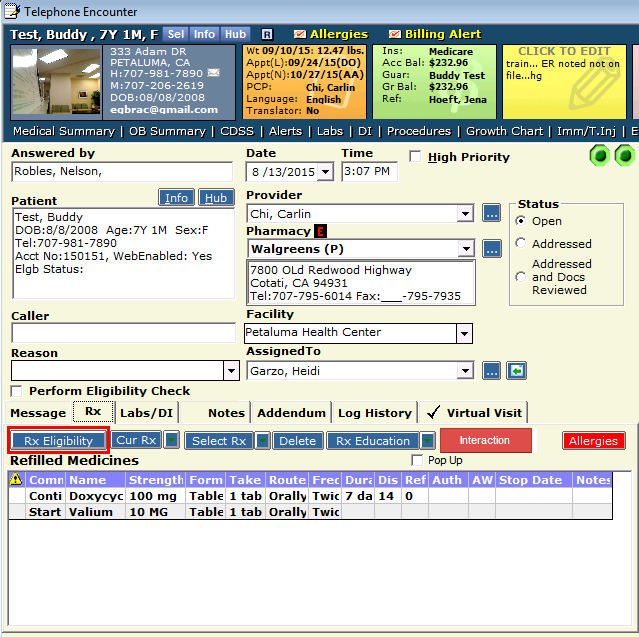 Telephone Encounter
Test, Buddy , 7Y 1M, F Sel Info Hub R Allergies Billing Alert
333 Adam DR
PETALUMA, CA
H:707-981-7890
M:707-206-2619
DOB:08/08/2008
egbrac@gmail.com
Wt 09/10/15: 12.47 lbs.
Appt(L):09/24/15(DO)
Appt(N):10/27/15(AA)
PCP: Chi, Carlin
Language: English
Translator: No
Ins: Medicare
Acc Bal: $232.96
Guar: Buddy Test
Gr Bal: $232.96
Ref: Hoeft, Jena
CLICK TO EDIT
train... ER noted not on
file...hg
Medical Summary | OB Summary | CDSS | Alerts | Labs | DI | Procedures | Growth Chart | Imm/T.Inj | E
Answered by
Robles, Nelson,
Date
8 /13/2015
Time
3:07 PM
High Priority
Patient Info Hub
Test, Buddy
DOB:8/8/2008 Age:7Y 1M Sex:F
Tel:707-981-7890
Acct No:150151, WebEnabled: Yes
Elgb Status:
Provider
Chi, Carlin ...
Pharmacy E
Walgreens (P) ...
7800 OLd Redwood Highway
Cotati, CA 94931
Tel:707-795-6014 Fax:___-795-7935
Status
Open
Addressed
Addressed
and Docs
Reviewed
Caller
Facility
Petaluma Health Center
Reason
AssignedTo
Garzo, Heidi ...
Perform Eligibility Check
Message Rx Labs/DI Notes Addendum Log History Virtual Visit
Rx Eligibility Cur Rx Select Rx Delete Rx Education Interaction Allergies
Refilled Medicines Pop Up
Comr Name Strength Form Take Route Frec Dura Dis Ref Auth AW Stop Date Notes
Conti Doxycyc 100 mg Table 1 tab Orally Twic 7 da 14 0
Start Valium 10 MG Table 1 tab Orally Twic